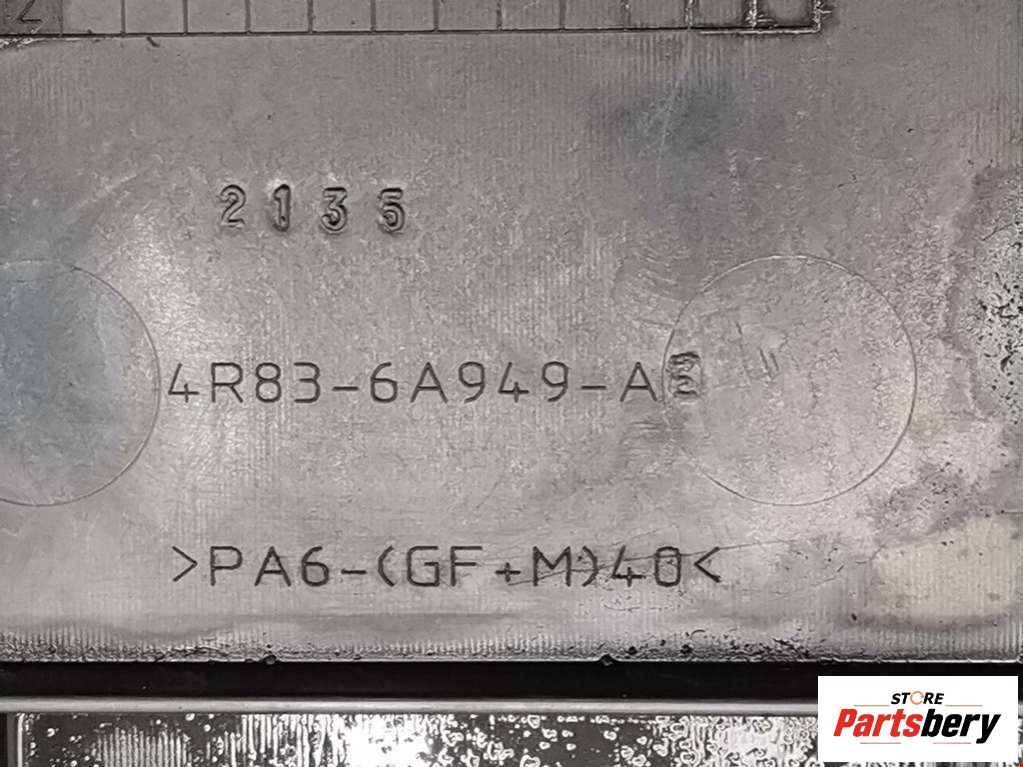 2135
4R83-6A949-A
>PA6-(GF+M)40<
STORE
Partsbery